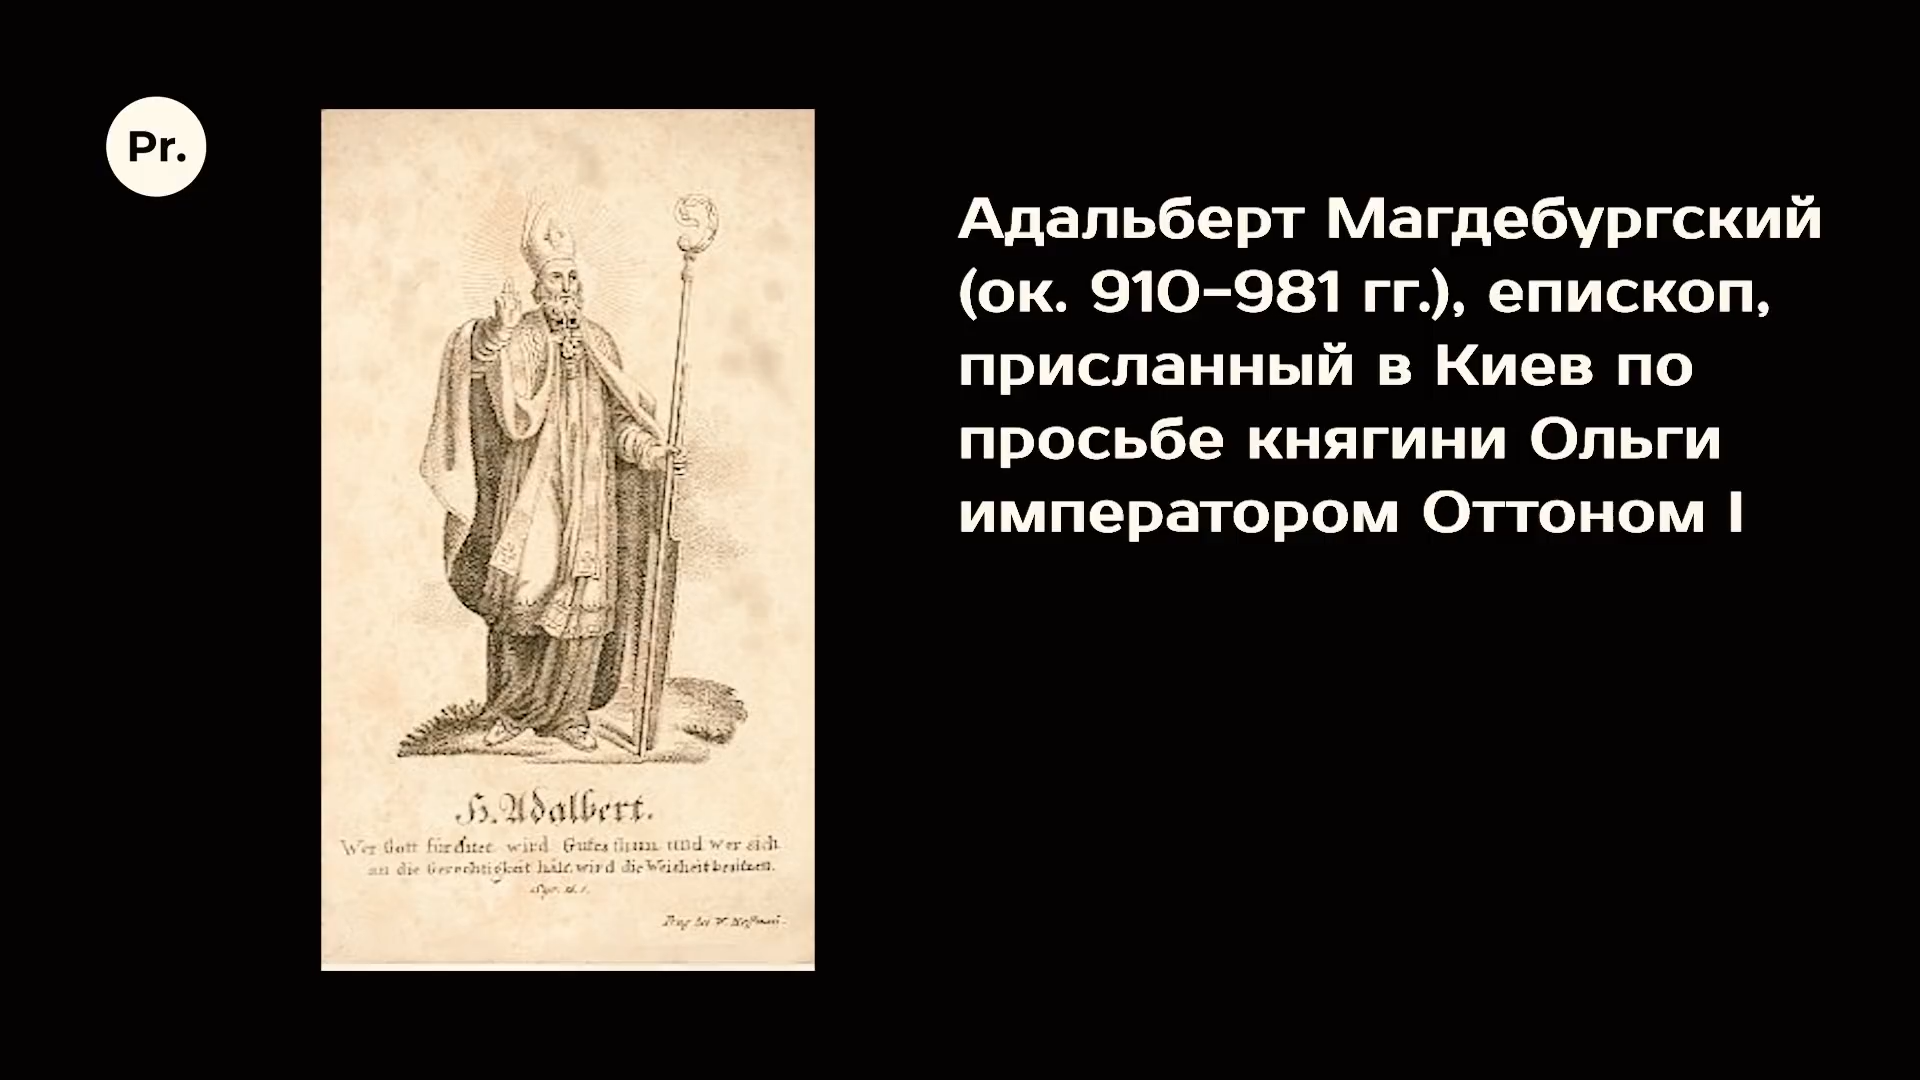 Pr.
Адальберт Магдебургский
(ок. 910–981 гг.), епископ,
присланный в Киев по
просьбе княгини Ольги
императором Оттоном I
H. Adalbert.
Wer Gott fürchtet wird Gutes thun und wer sich
an die Gerechtigkeit hält, wird die Weisheit besitzen.